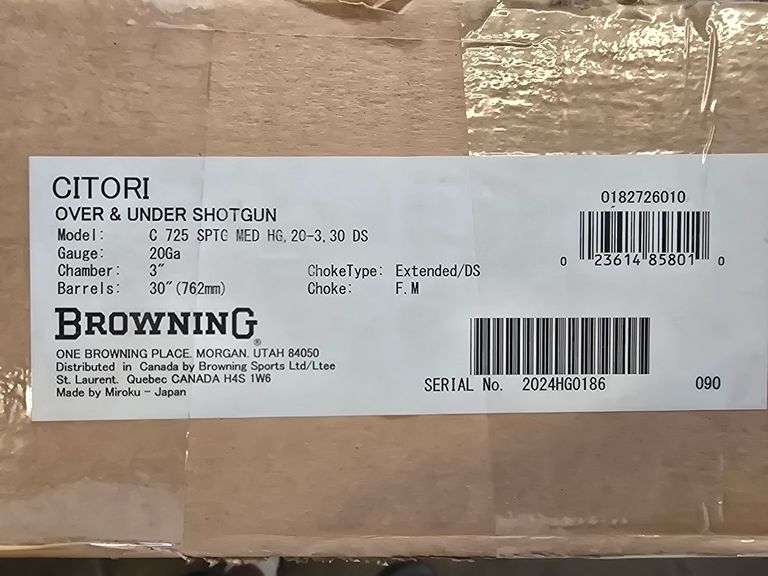 CITORI
OVER & UNDER SHOTGUN
Model: C 725 SPTG MED HG, 20-3, 30 DS
Gauge: 20Ga
Chamber: 3" ChokeType: Extended/DS
Barrels: 30"(762mm) Choke: F.M
BROWNING®
ONE BROWNING PLACE. MORGAN. UTAH 84050
Distributed in Canada by Browning Sports Ltd/Ltee
St. Laurent. Quebec CANADA H4S 1W6
Made by Miroku - Japan
0182726010
0 23614 85801 0
SERIAL No. 2024HG0186 090